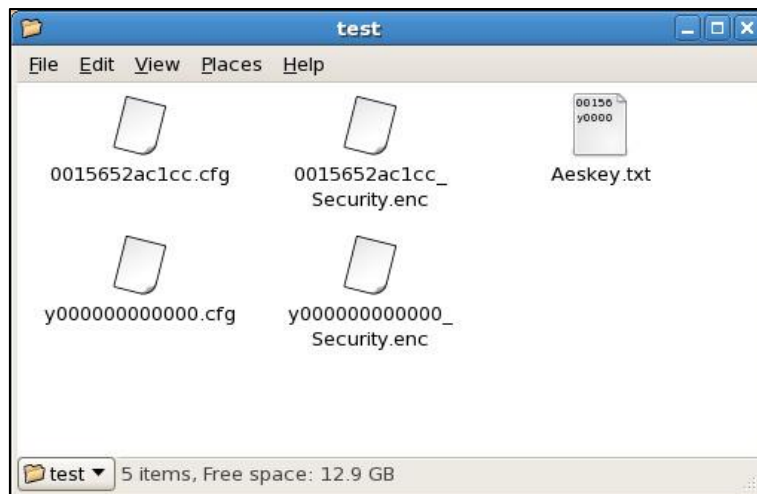 test
File Edit View Places Help
00156
y0000
0015652ac1cc.cfg
0015652ac1cc_
Security.enc
Aeskey.txt
y000000000000.cfg
y000000000000_
Security.enc
test 5 items, Free space: 12.9 GB